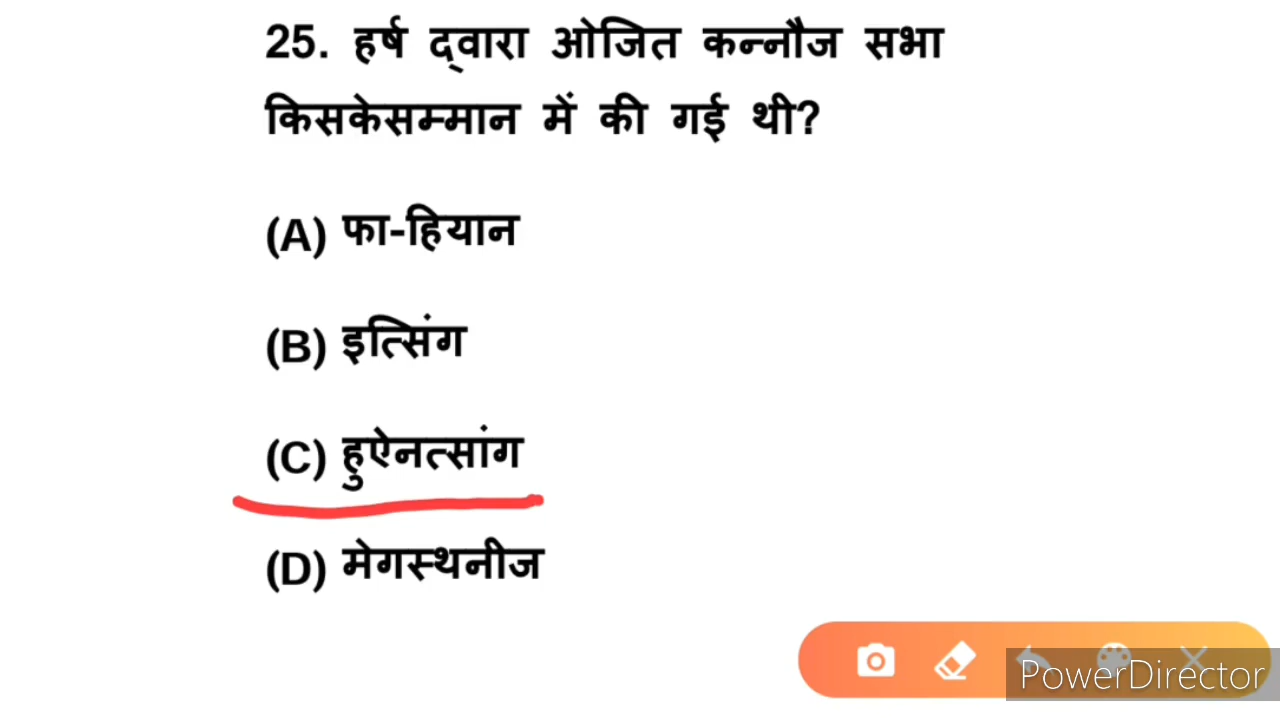 25. हर्ष द्वारा ओजित कन्नौज सभा
किसकेसम्मान में की गई थी?
(A) फा-हियान
(B) इत्सिंग
(C) हुऐनत्सांग
(D) मेगस्थनीज
PowerDirector